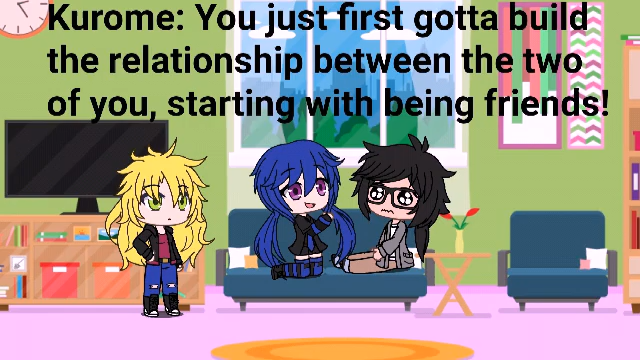 Kurome: You just first gotta build
the relationship between the two
of you, starting with being friends!